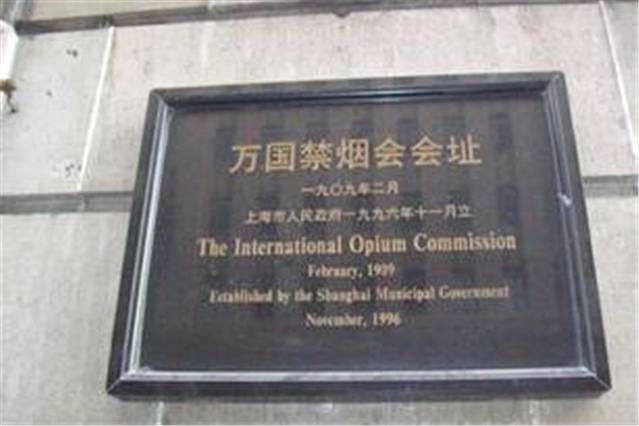 万国禁烟会会址
一九〇九年二月
上海市人民政府一九九六年十一月立
The International Opium Commission
February, 1909
Established by the Shanghai Municipal Government
November, 1996